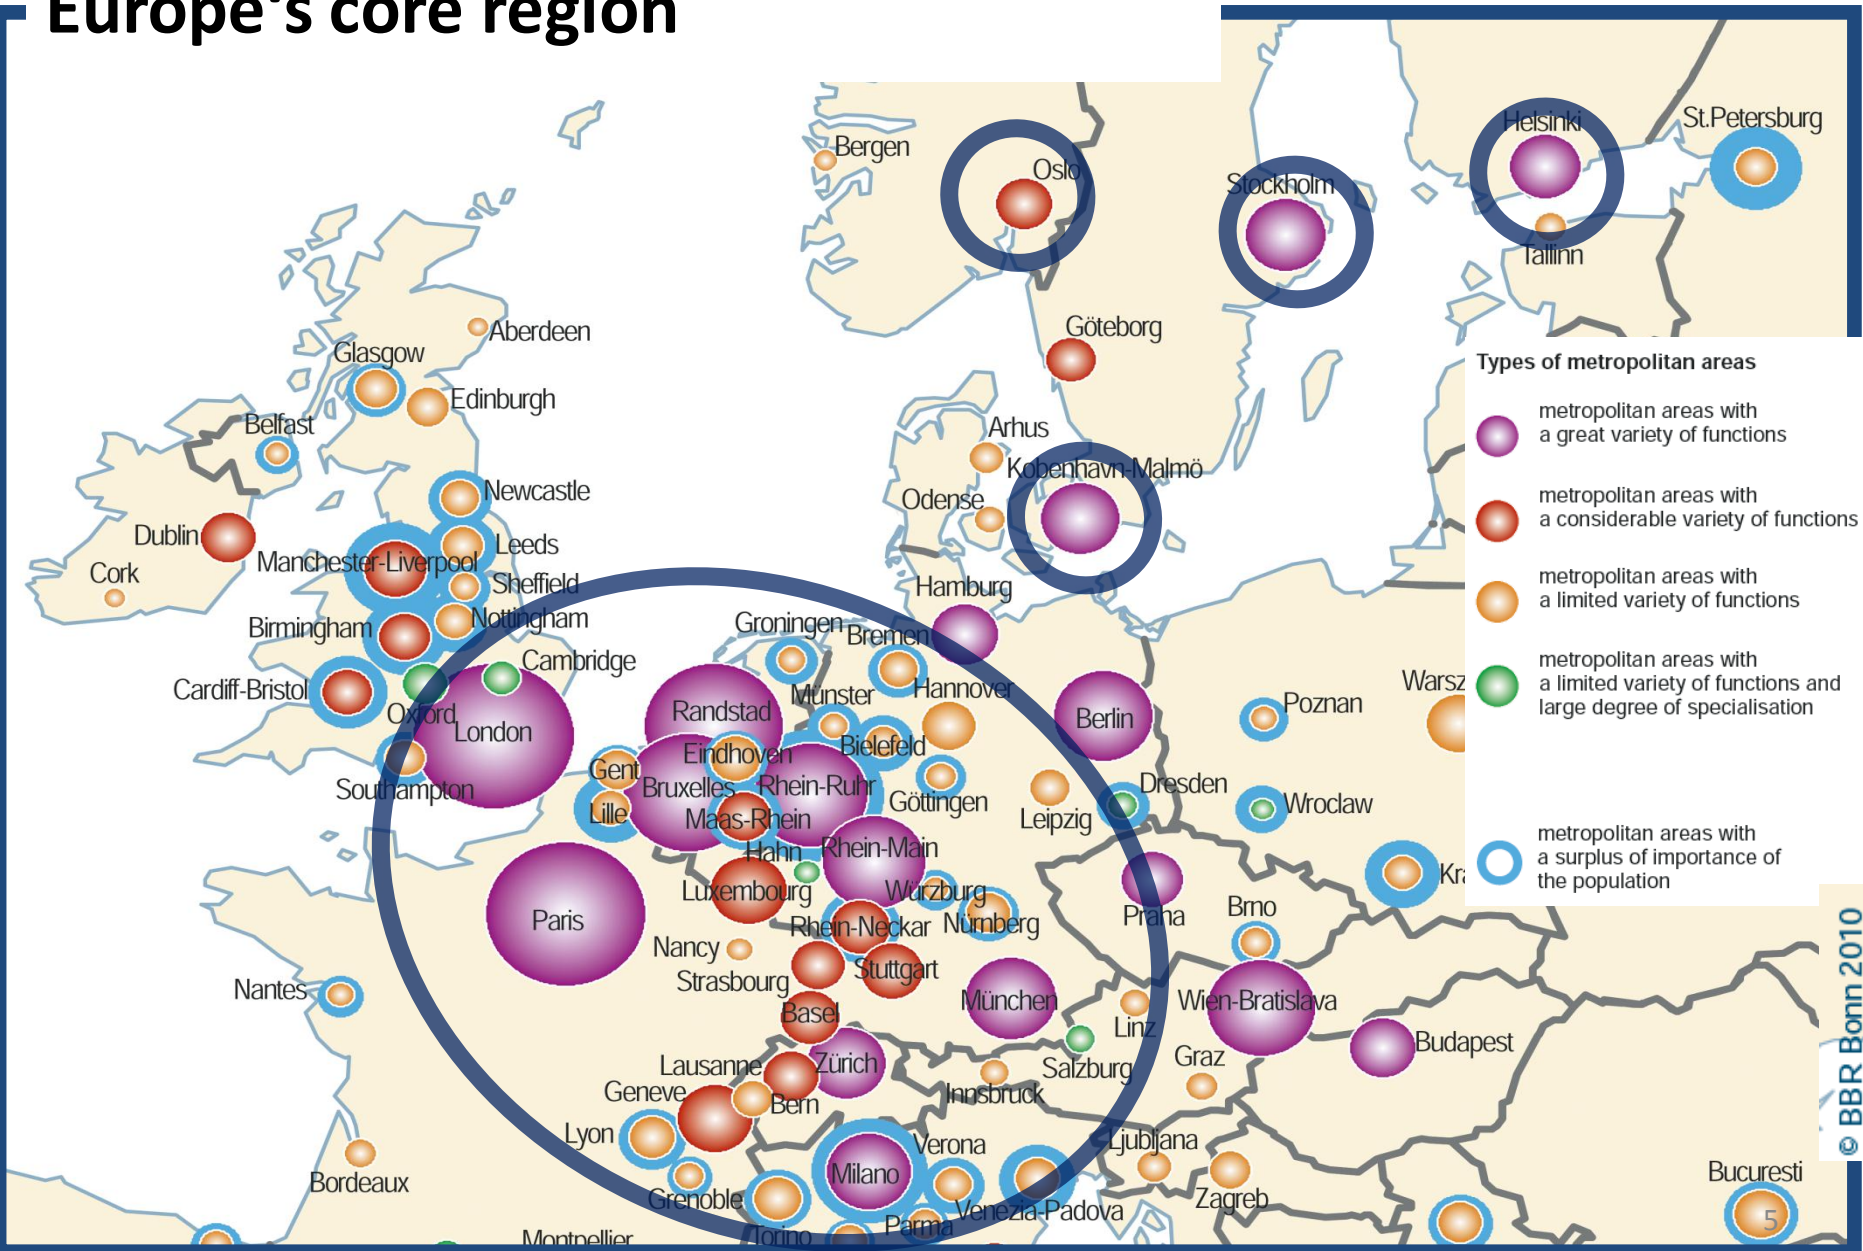 Europe's core region
Bergen
Oslo
Stockholm
Helsinki
St.Petersburg
Tallinn
Aberdeen
Glasgow
Edinburgh
Belfast
Göteborg
Arhus
Kobenhavn-Malmö
Odense
Newcastle
Dublin
Leeds
Manchester-Liverpool
Sheffield
Cork
Nottingham
Birmingham
Hamburg
Groningen
Bremen
Cambridge
Cardiff-Bristol
Oxford
London
Southampton
Randstad
Münster
Hannover
Berlin
Poznan
Warsz
Eindhoven
Bielefeld
Gent
Bruxelles
Rhein-Ruhr
Göttingen
Leipzig
Dresden
Wroclaw
Lille
Maas-Rhein
Hahn
Rhein-Main
Luxembourg
Würzburg
Kra
Praha
Brno
Paris
Rhein-Neckar
Nürnberg
Nancy
Strasbourg
Stuttgart
Nantes
Basel
München
Linz
Wien-Bratislava
Budapest
Lausanne
Zürich
Salzburg
Graz
Geneve
Bern
Innsbruck
Lyon
Verona
Ljubljana
Milano
Bordeaux
Grenoble
Venezia-Padova
Zagreb
Bucuresti
Parma
Torino
Montpellier
Types of metropolitan areas
metropolitan areas with
a great variety of functions
metropolitan areas with
a considerable variety of functions
metropolitan areas with
a limited variety of functions
metropolitan areas with
a limited variety of functions and
large degree of specialisation
metropolitan areas with
a surplus of importance of
the population
© BBR Bonn 2010
5